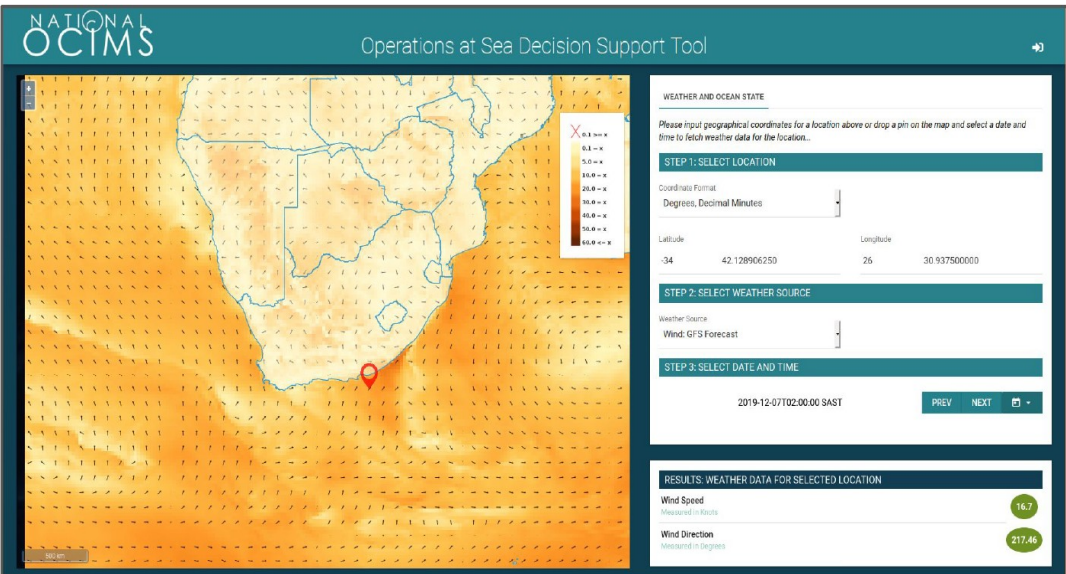 NATIONAL
OCIMS
Operations at Sea Decision Support Tool
+
-
0.1 >= x
0.1 - x
5.0 - x
10.0 - x
20.0 - x
30.0 - x
40.0 - x
50.0 - x
60.0 <= x
500 km
WEATHER AND OCEAN STATE
Please input geographical coordinates for a location above or drop a pin on the map and select a date and
time to fetch weather data for the location...
STEP 1: SELECT LOCATION
Coordinate Format
Degrees, Decimal Minutes
Latitude Longitude
-34 42.128906250 26 30.937500000
STEP 2: SELECT WEATHER SOURCE
Weather Source
Wind: GFS Forecast
STEP 3: SELECT DATE AND TIME
2019-12-07T02:00:00 SAST PREV NEXT
RESULTS: WEATHER DATA FOR SELECTED LOCATION
Wind Speed
Measured in Knots
16.7
Wind Direction
Measured in Degrees
217.46